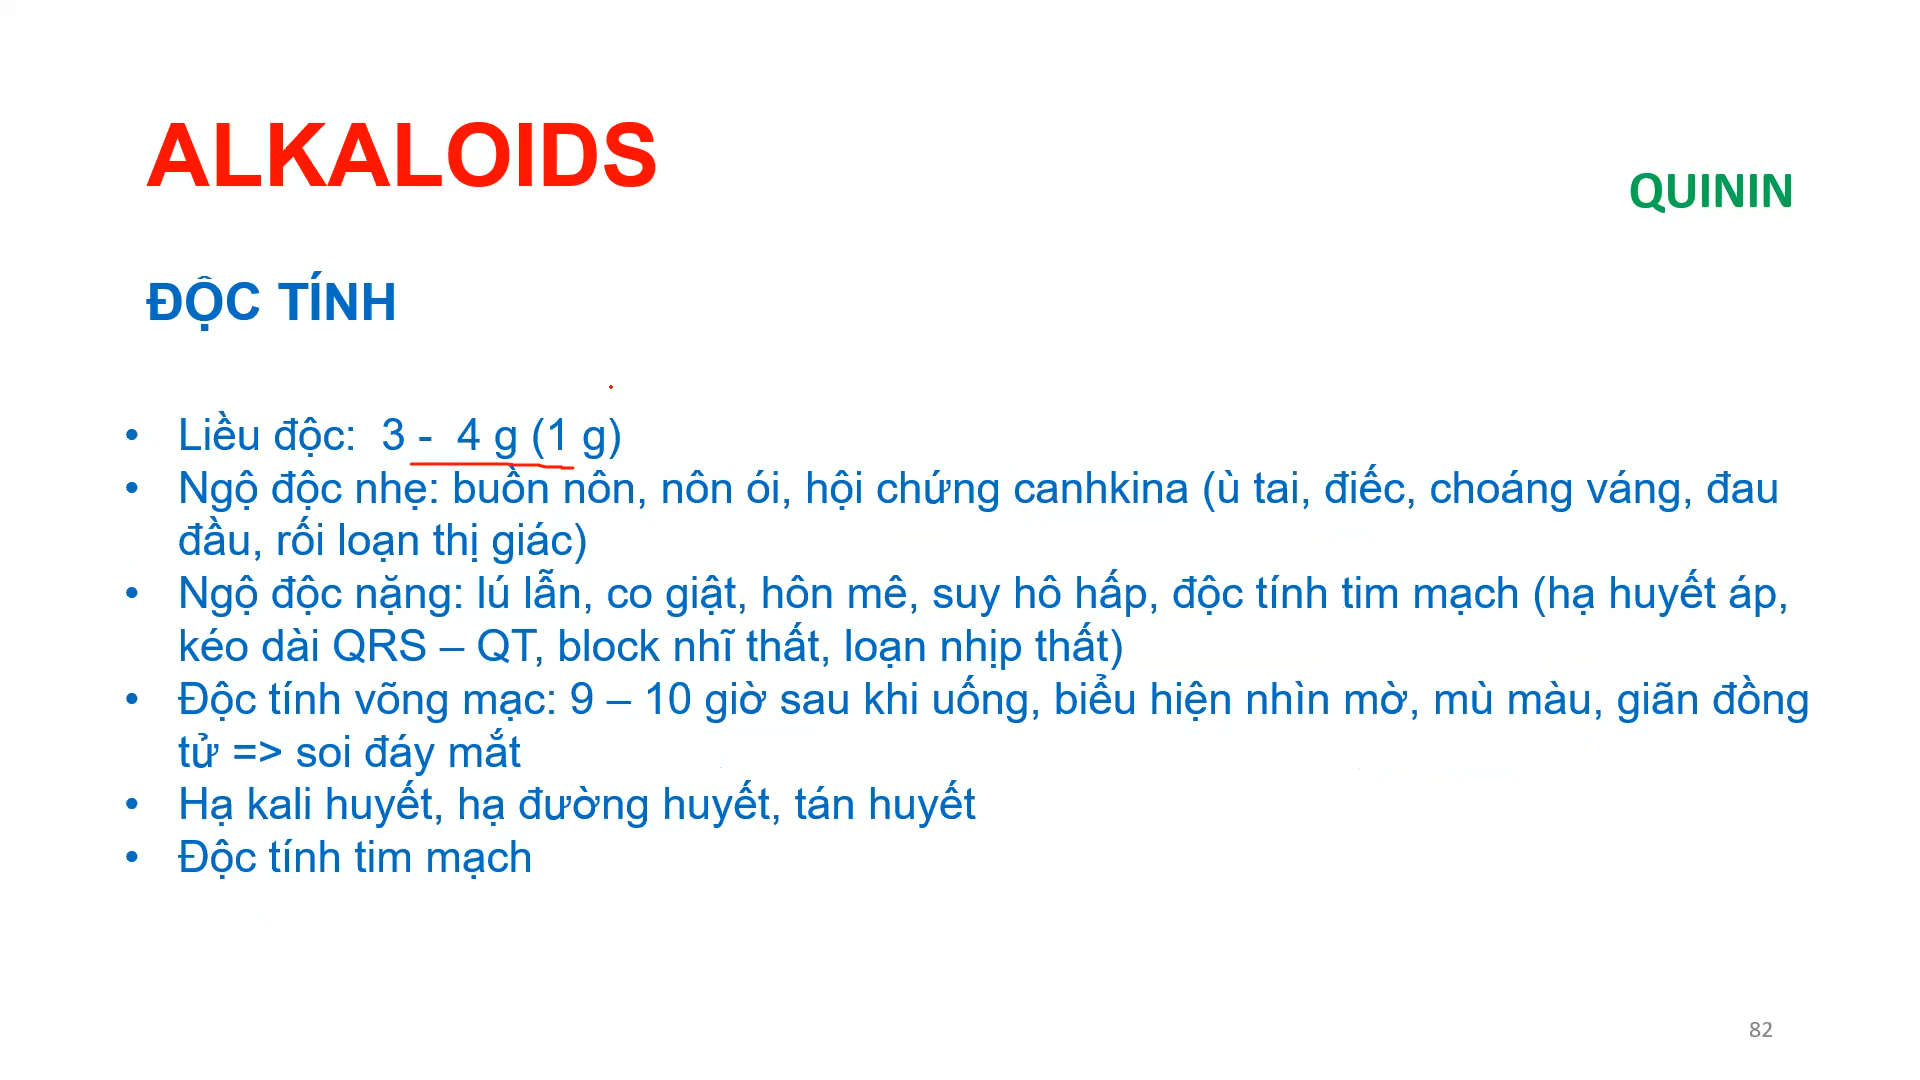 ALKALOIDS
QUININ
ĐỘC TÍNH
• Liều độc: 3 - 4 g (1 g)
• Ngộ độc nhẹ: buồn nôn, nôn ói, hội chứng canhkina (ù tai, điếc, choáng váng, đau
đầu, rối loạn thị giác)
• Ngộ độc nặng: lú lẫn, co giật, hôn mê, suy hô hấp, độc tính tim mạch (hạ huyết áp,
kéo dài QRS – QT, block nhĩ thất, loạn nhịp thất)
• Độc tính võng mạc: 9 – 10 giờ sau khi uống, biểu hiện nhìn mờ, mù màu, giãn đồng
tử => soi đáy mắt
• Hạ kali huyết, hạ đường huyết, tán huyết
• Độc tính tim mạch
82